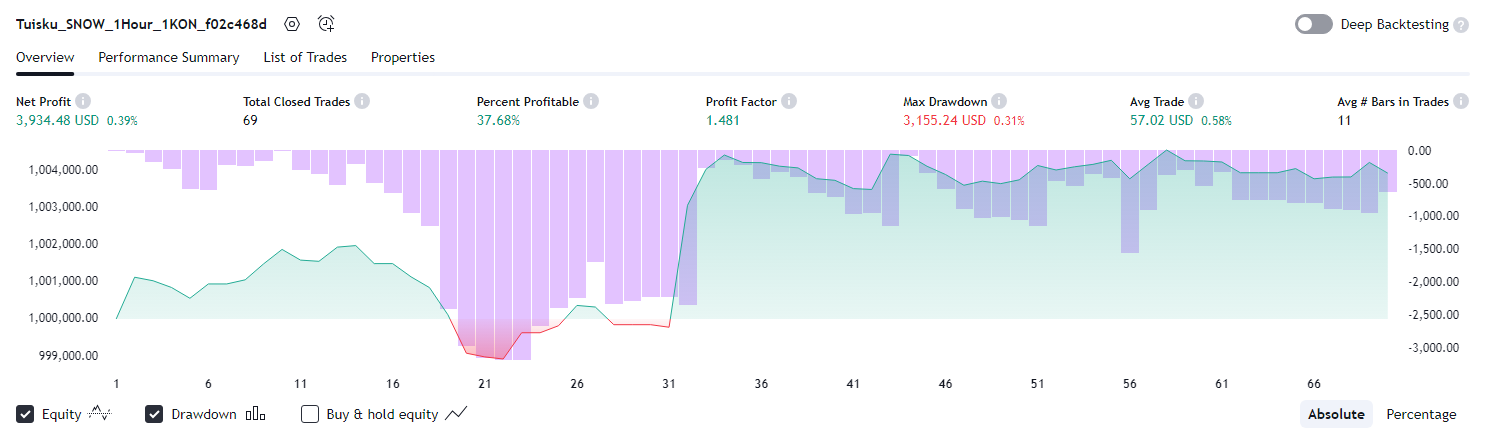 Tuisku_SNOW_1Hour_1KON_f02c468d Deep Backtesting ?
Overview Performance Summary List of Trades Properties
Net Profit Total Closed Trades Percent Profitable Profit Factor Max Drawdown Avg Trade Avg # Bars in Trades
3,934.48 USD 0.39% 69 37.68% 1.481 3,155.24 USD 0.31% 57.02 USD 0.58% 11
0.00
1,004,000.00
-500.00
1,003,000.00
-1,000.00
1,002,000.00
-1,500.00
1,001,000.00
-2,000.00
1,000,000.00
-2,500.00
999,000.00
-3,000.00
1 6 11 16 21 26 31 36 41 46 51 56 61 66
Equity Drawdown Buy & hold equity Absolute Percentage